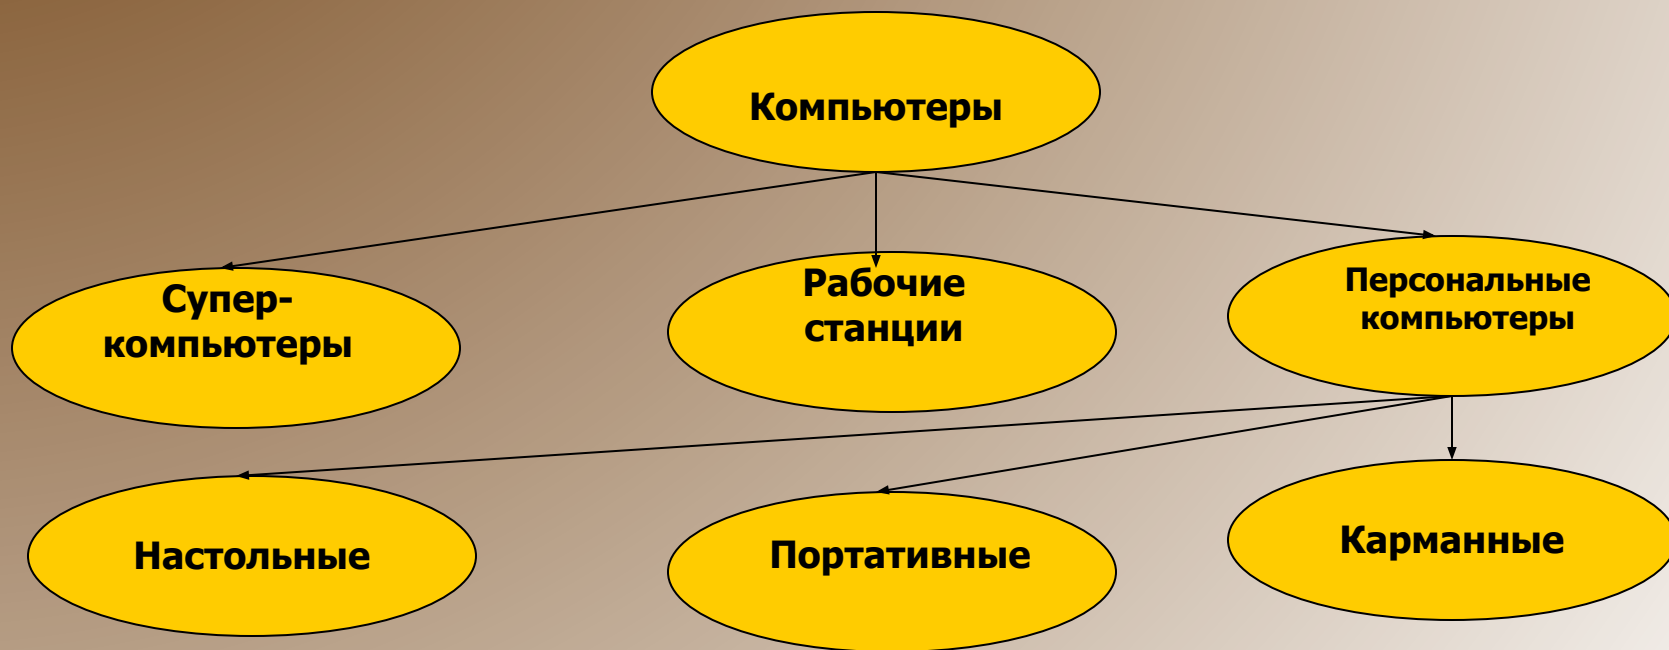 Компьютеры
Супер-
компьютеры
Рабочие
станции
Персональные
компьютеры
Настольные
Портативные
Карманные